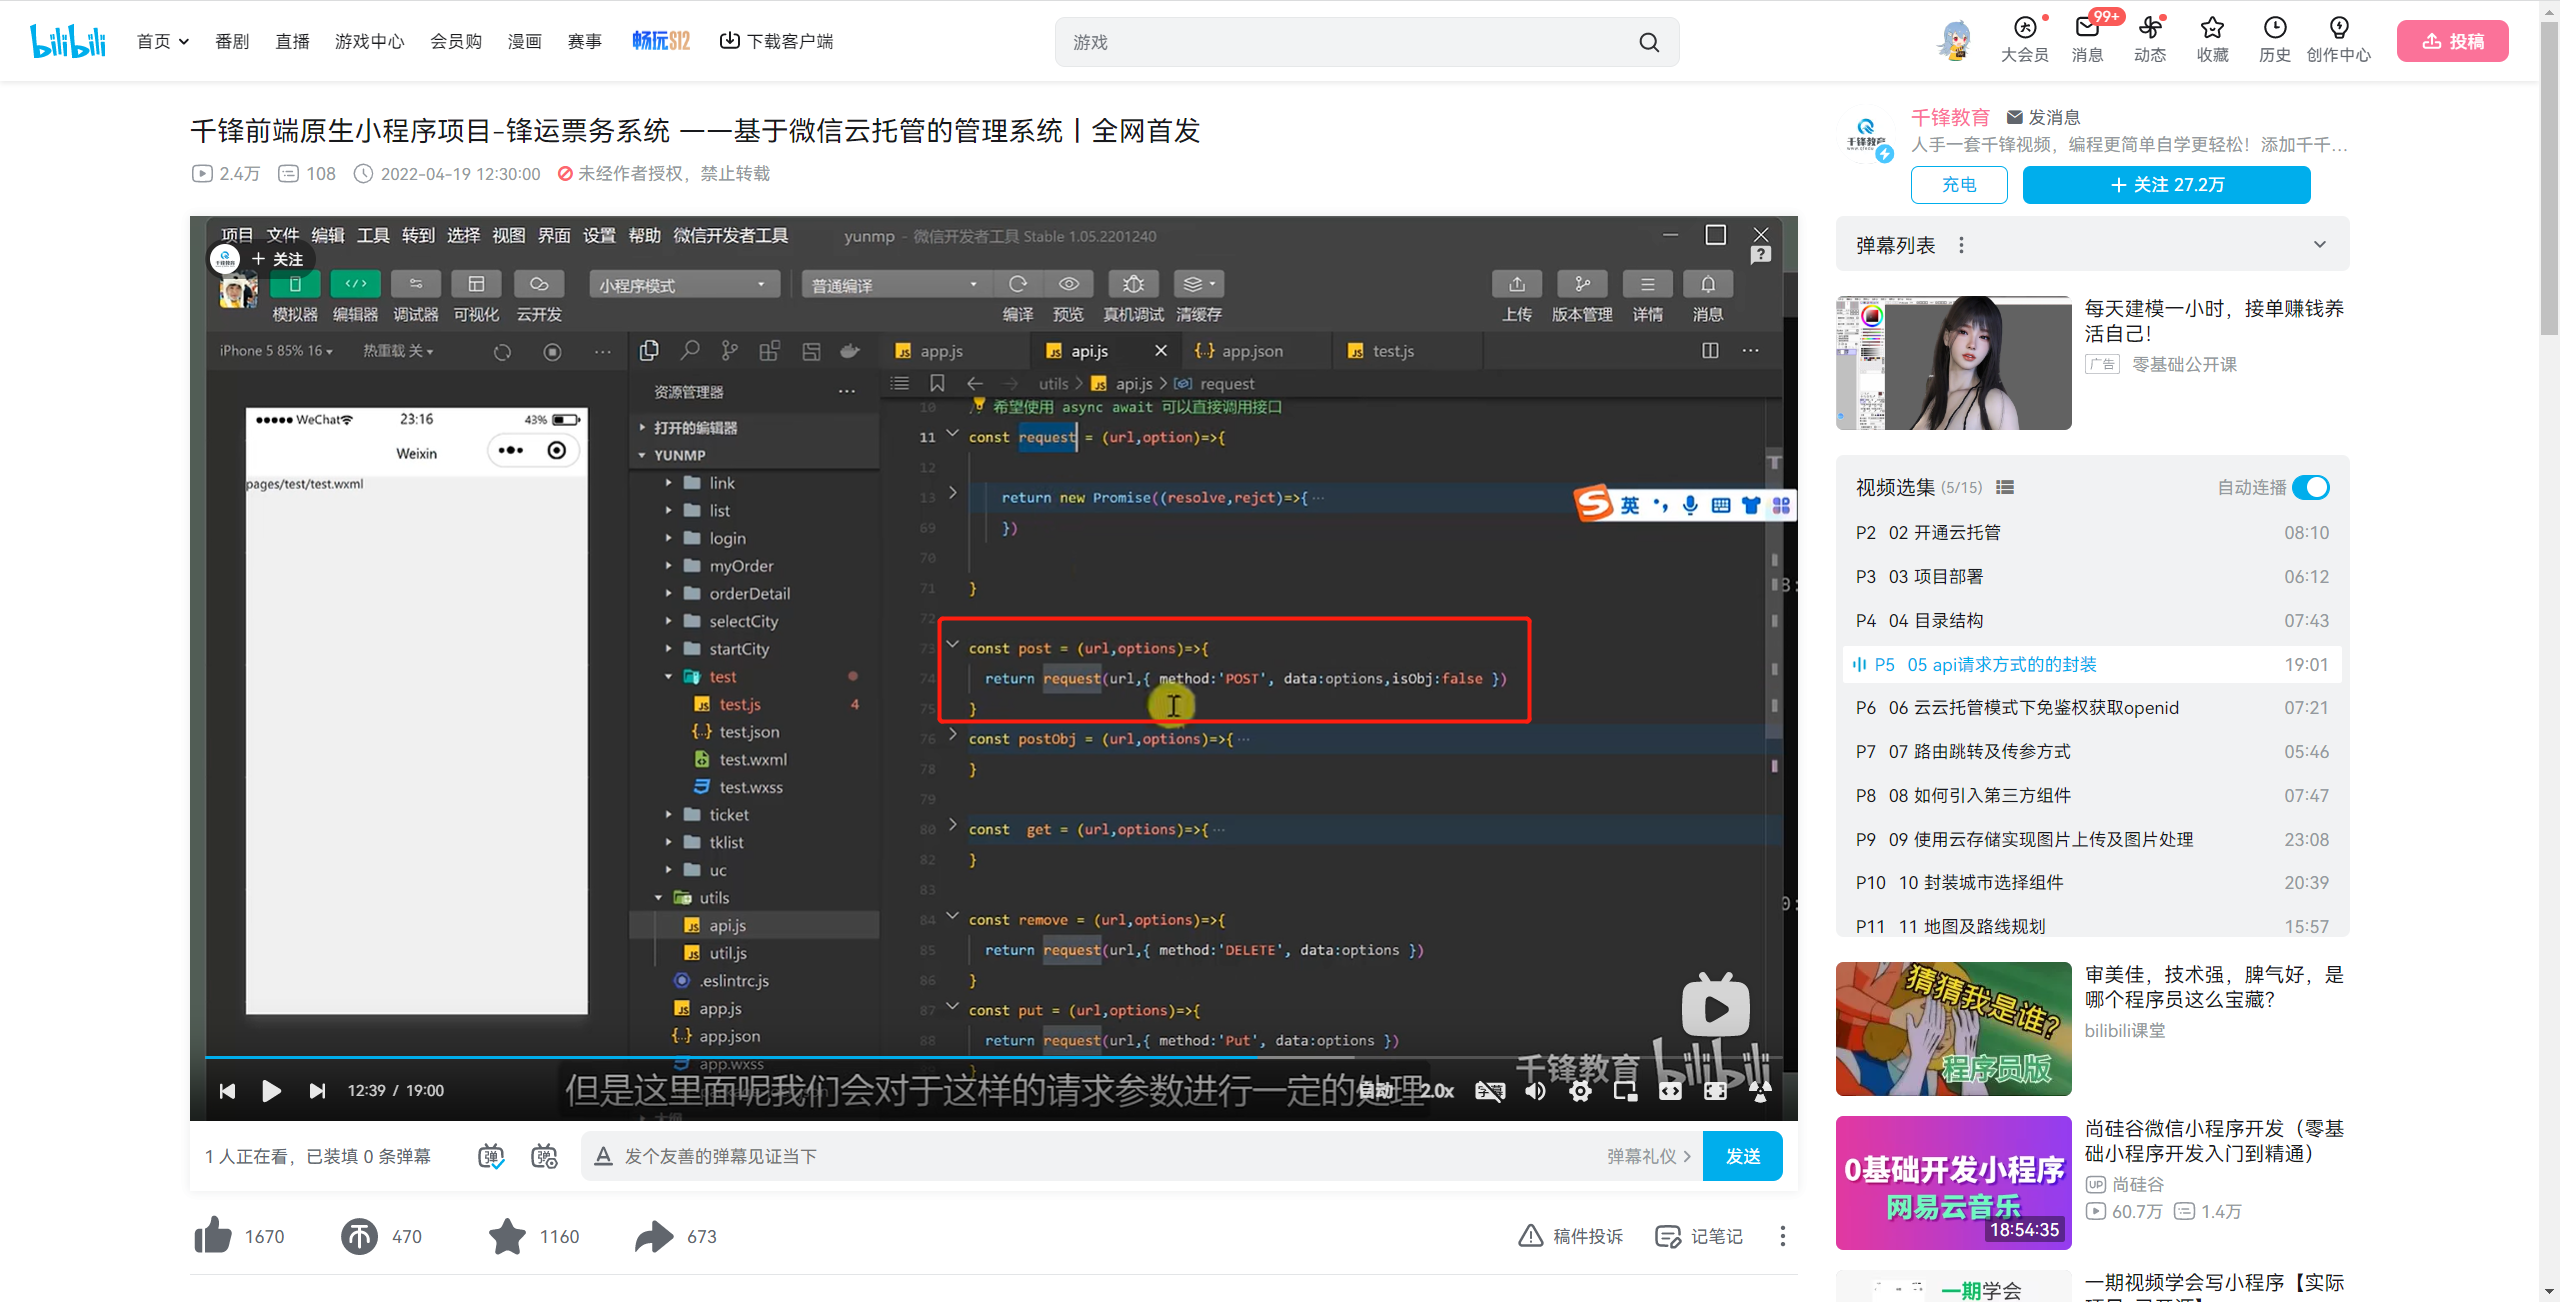 bilibili 首页 番剧 直播 游戏中心 会员购 漫画 赛事 畅玩S12 下载客户端
游戏
大会员 消息 99+ 动态 收藏 历史 创作中心 投稿
千锋前端原生小程序项目-锋运票务系统 ——基于微信云托管的管理系统丨全网首发
2.4万 108 2022-04-19 12:30:00 未经作者授权，禁止转载
项目 文件 编辑 工具 转到 选择 视图 界面 设置 帮助 微信开发者工具 yunmp - 微信开发者工具 Stable 1.05.2201240
+ 关注
小程序模式 普通编译
模拟器 编辑器 调试器 可视化 云开发 编译 预览 真机调试 清缓存 上传 版本管理 详情 消息
iPhone 5 85% 16 热重载 关
app.js api.js app.json test.js
utils > api.js > request
WeChat 23:16 43%
Weixin
pages/test/test.wxml
资源管理器
打开的编辑器
YUNMP
link
list
login
myOrder
orderDetail
selectCity
startCity
test
test.js 4
test.json
test.wxml
test.wxss
ticket
tklist
uc
utils
api.js
util.js
.eslintrc.js
app.js
app.json
app.wxss
10 希望使用 async await 可以直接调用接口
11 const request = (url,option)=>{
12
13 return new Promise((resolve,rejct)=>{ ···
69 })
70
71 }
72
73 const post = (url,options)=>{
74 return request(url,{ method:'POST', data:options,isObj:false })
75 }
76 const postObj = (url,options)=>{ ···
78 }
79
80 const get = (url,options)=>{ ···
82 }
83
84 const remove = (url,options)=>{
85 return request(url,{ method:'DELETE', data:options })
86 }
87 const put = (url,options)=>{
88 return request(url,{ method:'Put', data:options })
英
千锋教育 bilibili
但是这里面呢我们会对于这样的请求参数进行一定的处理
12:39 / 19:00 自动 2.0x
1 人正在看，已装填 0 条弹幕 发个友善的弹幕见证当下 弹幕礼仪 > 发送
1670 470 1160 673 稿件投诉 记笔记
千锋教育 发消息
人手一套千锋视频，编程更简单自学更轻松！添加千千...
充电 + 关注 27.2万
弹幕列表
每天建模一小时，接单赚钱养
活自己！
广告 零基础公开课
视频选集 (5/15) 自动连播
P2 02 开通云托管 08:10
P3 03 项目部署 06:12
P4 04 目录结构 07:43
P5 05 api请求方式的的封装 19:01
P6 06 云云托管模式下免鉴权获取openid 07:21
P7 07 路由跳转及传参方式 05:46
P8 08 如何引入第三方组件 07:47
P9 09 使用云存储实现图片上传及图片处理 23:08
P10 10 封装城市选择组件 20:39
P11 11 地图及路线规划 15:57
猜猜我是谁?
程序员版
审美佳，技术强，脾气好，是
哪个程序员这么宝藏？
bilibili课堂
0基础开发小程序
网易云音乐
18:54:35
尚硅谷微信小程序开发（零基
础小程序开发入门到精通）
UP 尚硅谷
60.7万 1.4万
一期学会
一期视频学会写小程序【实际